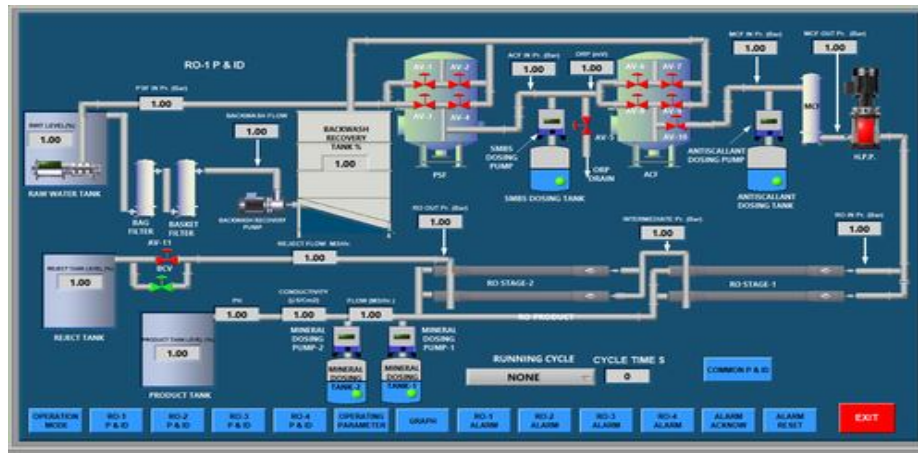 RO-1 P & ID
PSF IN Pr. (Bar)
1.00
RWT LEVEL(%)
1.00
RAW WATER TANK
BACKWASH FLOW
1.00
BAG
FILTER
BASKET
FILTER
BACKWASH RECOVERY
PUMP
BACKWASH
RECOVERY
TANK %
1.00
AV-1
AV-2
AV-3
AV-4
PSF
ACF IN Pr. (Bar)
1.00
ORP (mV)
1.00
SMBS
DOSING
PUMP
SMBS DOSING TANK
AV-5
ORP
DRAIN
AV-6
AV-7
AV-10
ACF
MCF IN Pr. (Bar)
1.00
MCF OUT Pr. (Bar)
1.00
ANTISCALLANT
DOSING PUMP
ANTISCALLANT
DOSING TANK
MCF
H.P.P.
AV-11
BCV
REJECT FLOW M3Hr.
1.00
REJECT TANK LEVEL(%)
1.00
REJECT TANK
RO OUT Pr. (Bar)
1.00
INTERMEDIATE Pr. (Bar)
1.00
RO IN Pr. (Bar)
1.00
RO STAGE-2
RO STAGE-1
RO PRODUCT
PRODUCT TANK LEVEL (%)
1.00
PRODUCT TANK
PH
1.00
CONDUCTIVITY
1.00
FLOW (M3Hr.)
1.00
MINERAL
DOSING
PUMP-2
MINERAL
DOSING
PUMP-1
MINERAL
DOSING
TANK-2
MINERAL
DOSING
TANK-1
RUNNING CYCLE
NONE
CYCLE TIME S
0
COMMON P & ID
OPERATION
MODE
RO-1
P & ID
RO-2
P & ID
RO-3
P & ID
RO-4
P & ID
OPERATING
PARAMETER
GRAPH
RO-1
ALARM
RO-2
ALARM
RO-3
ALARM
RO-4
ALARM
ALARM
ACKNOW
ALARM
RESET
EXIT